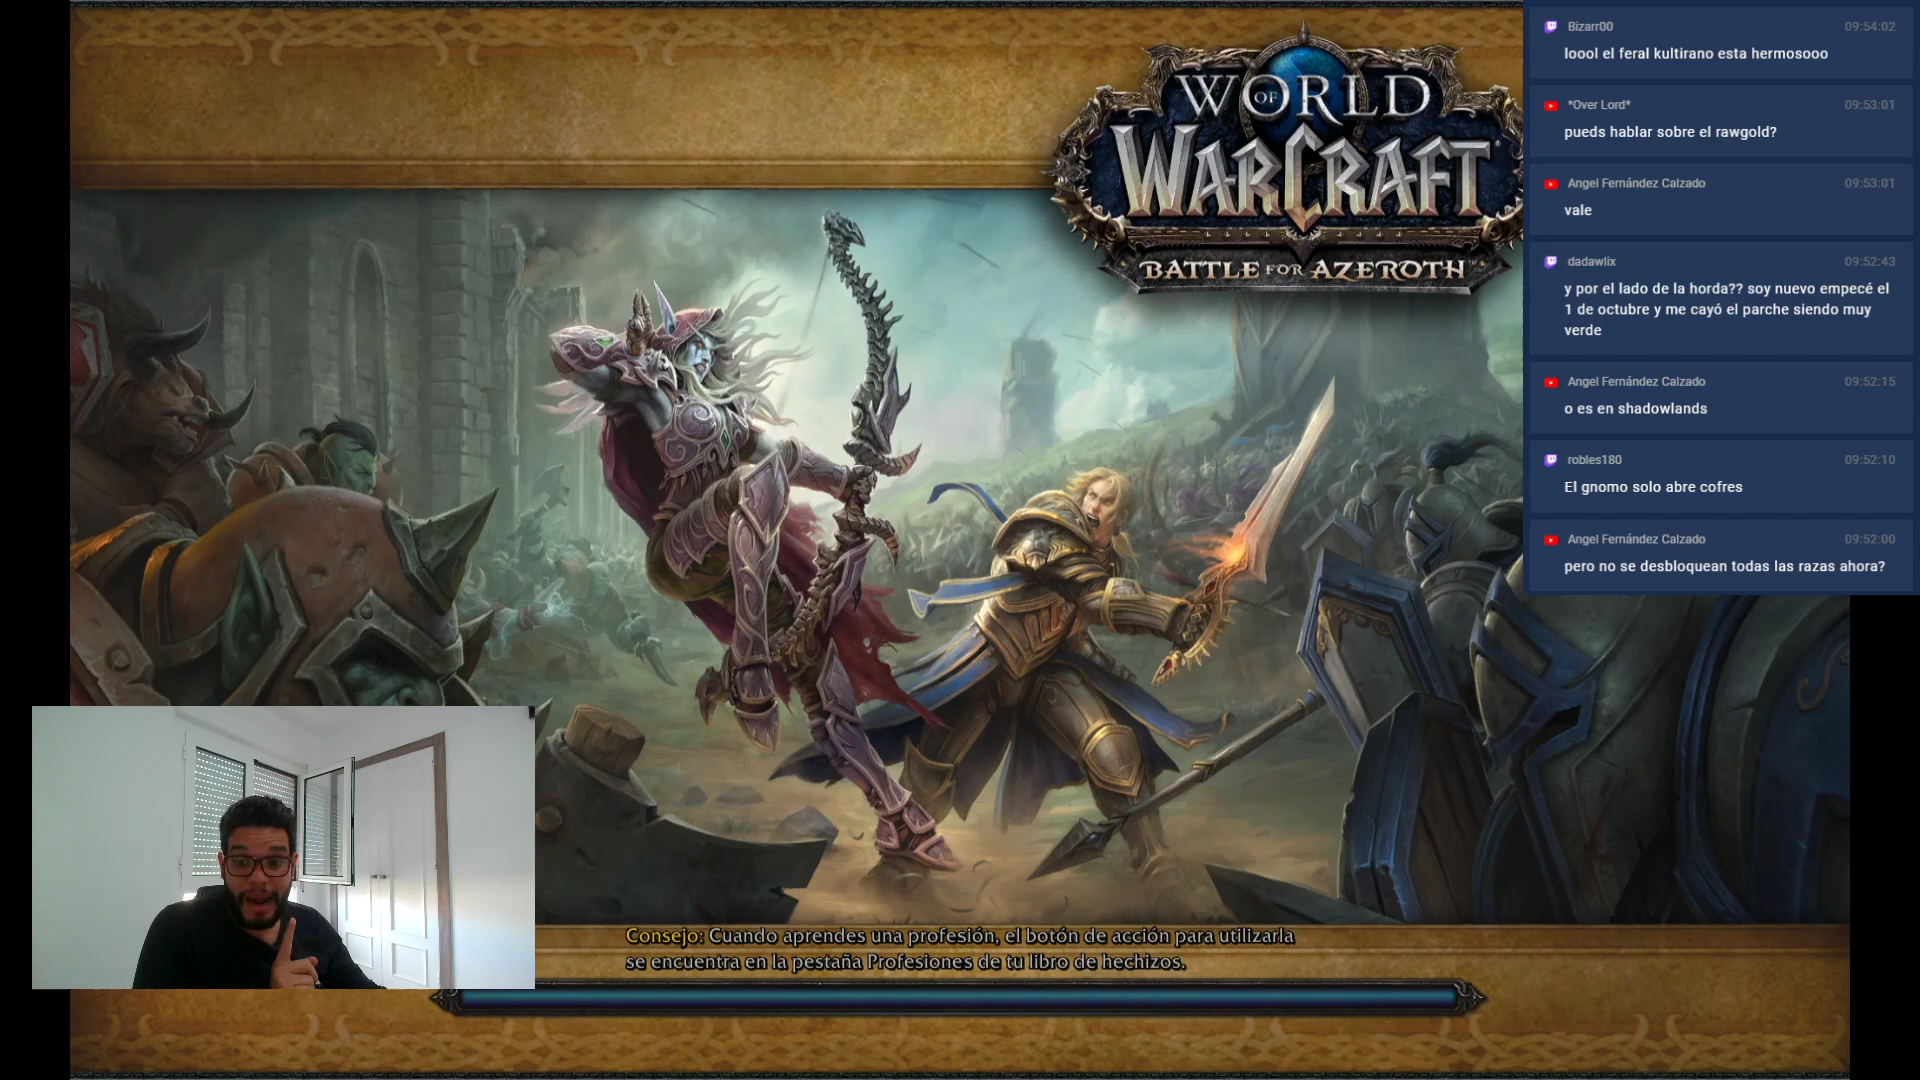 WORLD
OF
WARCRAFT
BATTLE FOR AZEROTH
Bizarr00 09:54:02
loool el feral kultirano esta hermosooo
*Over Lord* 09:53:01
pueds hablar sobre el rawgold?
Angel Fernández Calzado 09:53:01
vale
dadawlix 09:52:43
y por el lado de la horda?? soy nuevo empecé el
1 de octubre y me cayó el parche siendo muy
verde
Angel Fernández Calzado 09:52:15
o es en shadowlands
robles180 09:52:10
El gnomo solo abre cofres
Angel Fernández Calzado 09:52:00
pero no se desbloquean todas las razas ahora?
Consejo: Cuando aprendes una profesión, el botón de acción para utilizarla
se encuentra en la pestaña Profesiones de tu libro de hechizos.